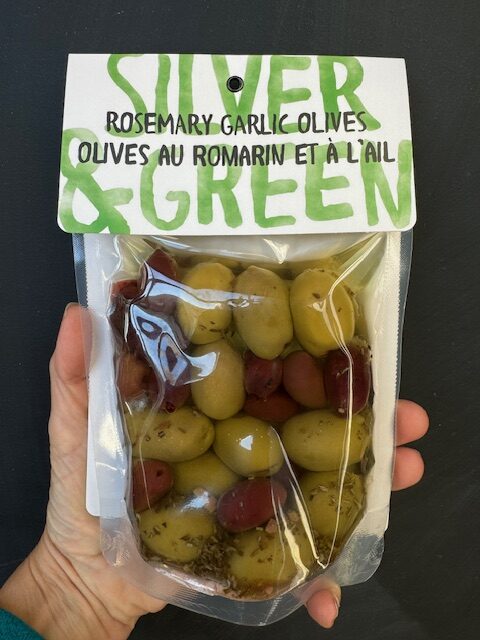 SILVER
ROSEMARY GARLIC OLIVES
OLIVES AU ROMARIN ET À L'AIL
&GREEN